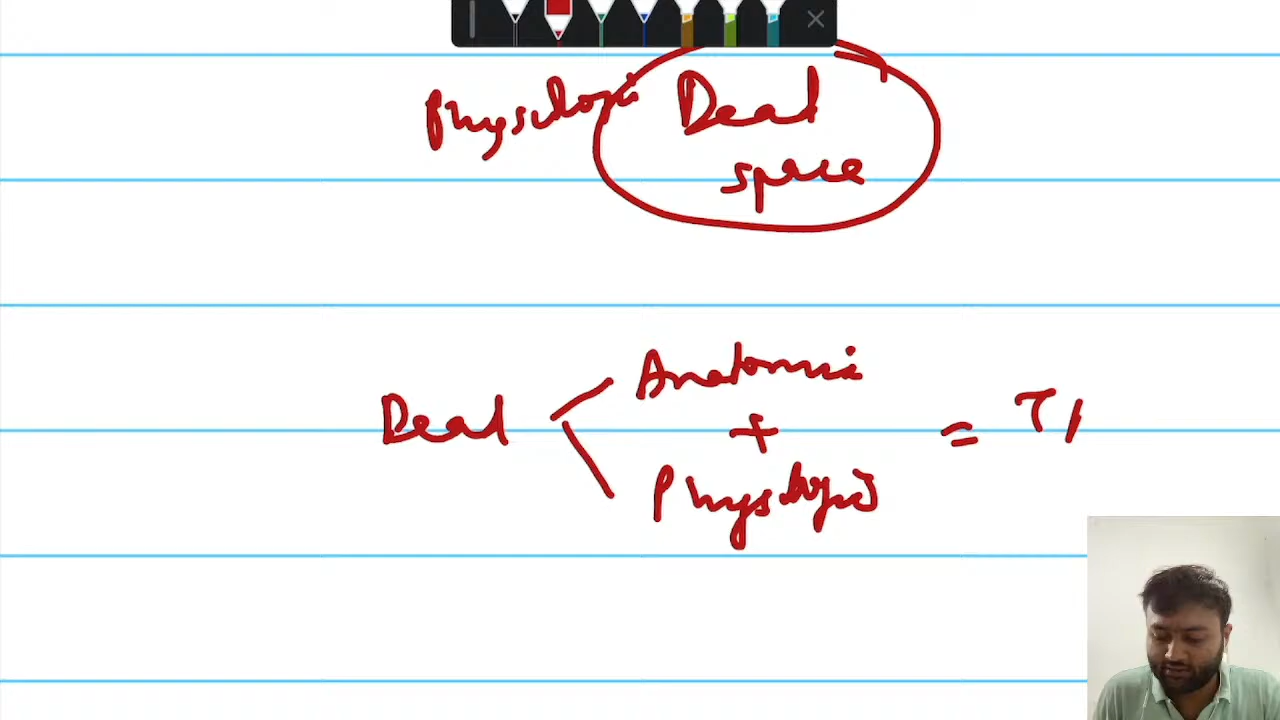 Physiologic Dead
space
Anatomic
Dead < + = T
Physiologic